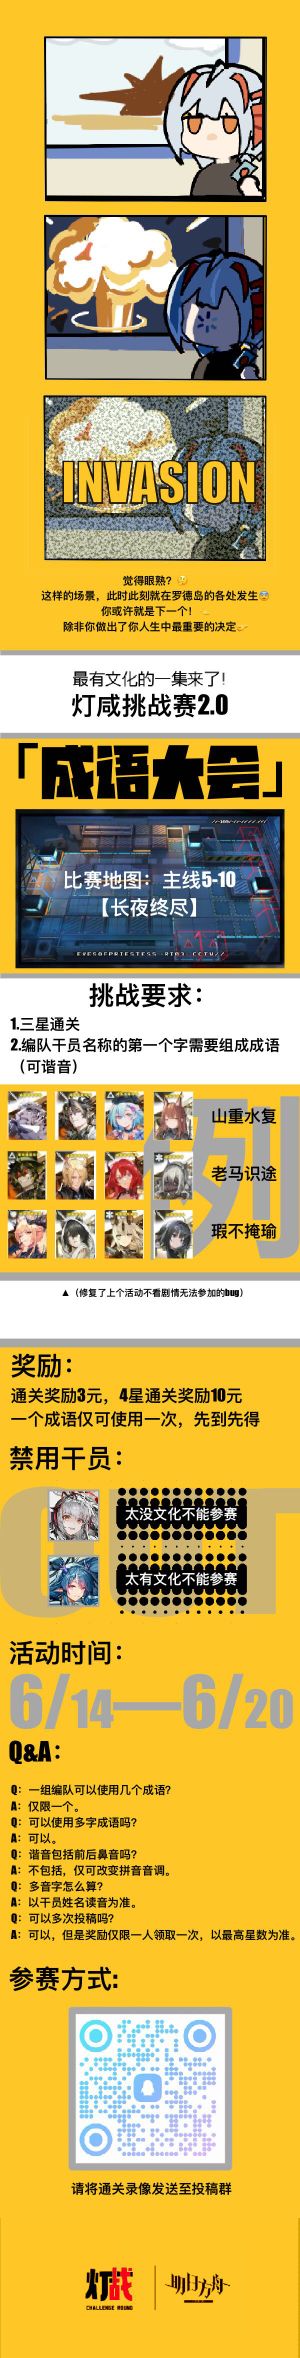 INVASION
觉得眼熟？🤔
这样的场景，此时此刻就在罗德岛的各处发生
你或许就是下一个！
除非你做出了你人生中最重要的决定
最有文化的一集来了!
灯咸挑战赛2.0
「成语大会」
比赛地图：主线5-10
【长夜终尽】
EYESOFPRIESTESS-RI03 CCTV//
挑战要求：
1.三星通关
2.编队干员名称的第一个字需要组成成语
（可谐音）
例
山重水复
老马识途
瑕不掩瑜
▲（修复了上个活动不看剧情无法参加的bug）
奖励：
通关奖励3元，4星通关奖励10元
一个成语仅可使用一次，先到先得
禁用干员：
太没文化不能参赛
太有文化不能参赛
活动时间：
6/14—6/20
Q&A：
Q：一组编队可以使用几个成语?
A：仅限一个。
Q：可以使用多字成语吗?
A：可以。
Q：谐音包括前后鼻音吗?
A：不包括，仅可改变拼音音调。
Q：多音字怎么算?
A：以干员姓名读音为准。
Q：可以多次投稿吗?
A：可以，但是奖励仅限一人领取一次，以最高星数为准。
参赛方式:
请将通关录像发送至投稿群
灯战
CHALLENGE ROUND
明日方舟